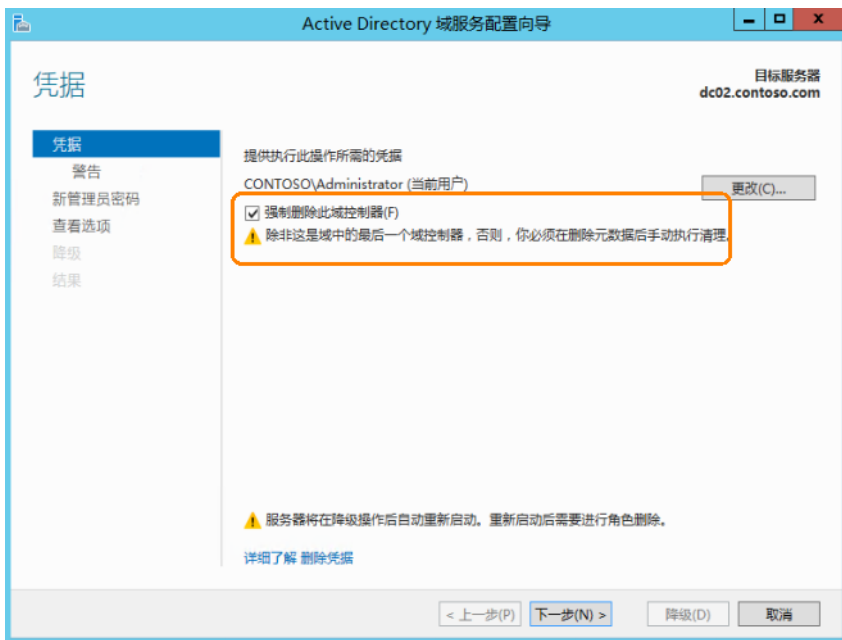 Active Directory 域服务配置向导
凭据
目标服务器
dc02.contoso.com
凭据
警告
新管理员密码
查看选项
降级
结果
提供执行此操作所需的凭据
CONTOSO\Administrator (当前用户)
更改(C)...
强制删除此域控制器(F)
除非这是域中的最后一个域控制器，否则，你必须在删除元数据后手动执行清理。
服务器将在降级操作后自动重新启动。重新启动后需要进行角色删除。
详细了解 删除凭据
< 上一步(P) 下一步(N) > 降级(D) 取消